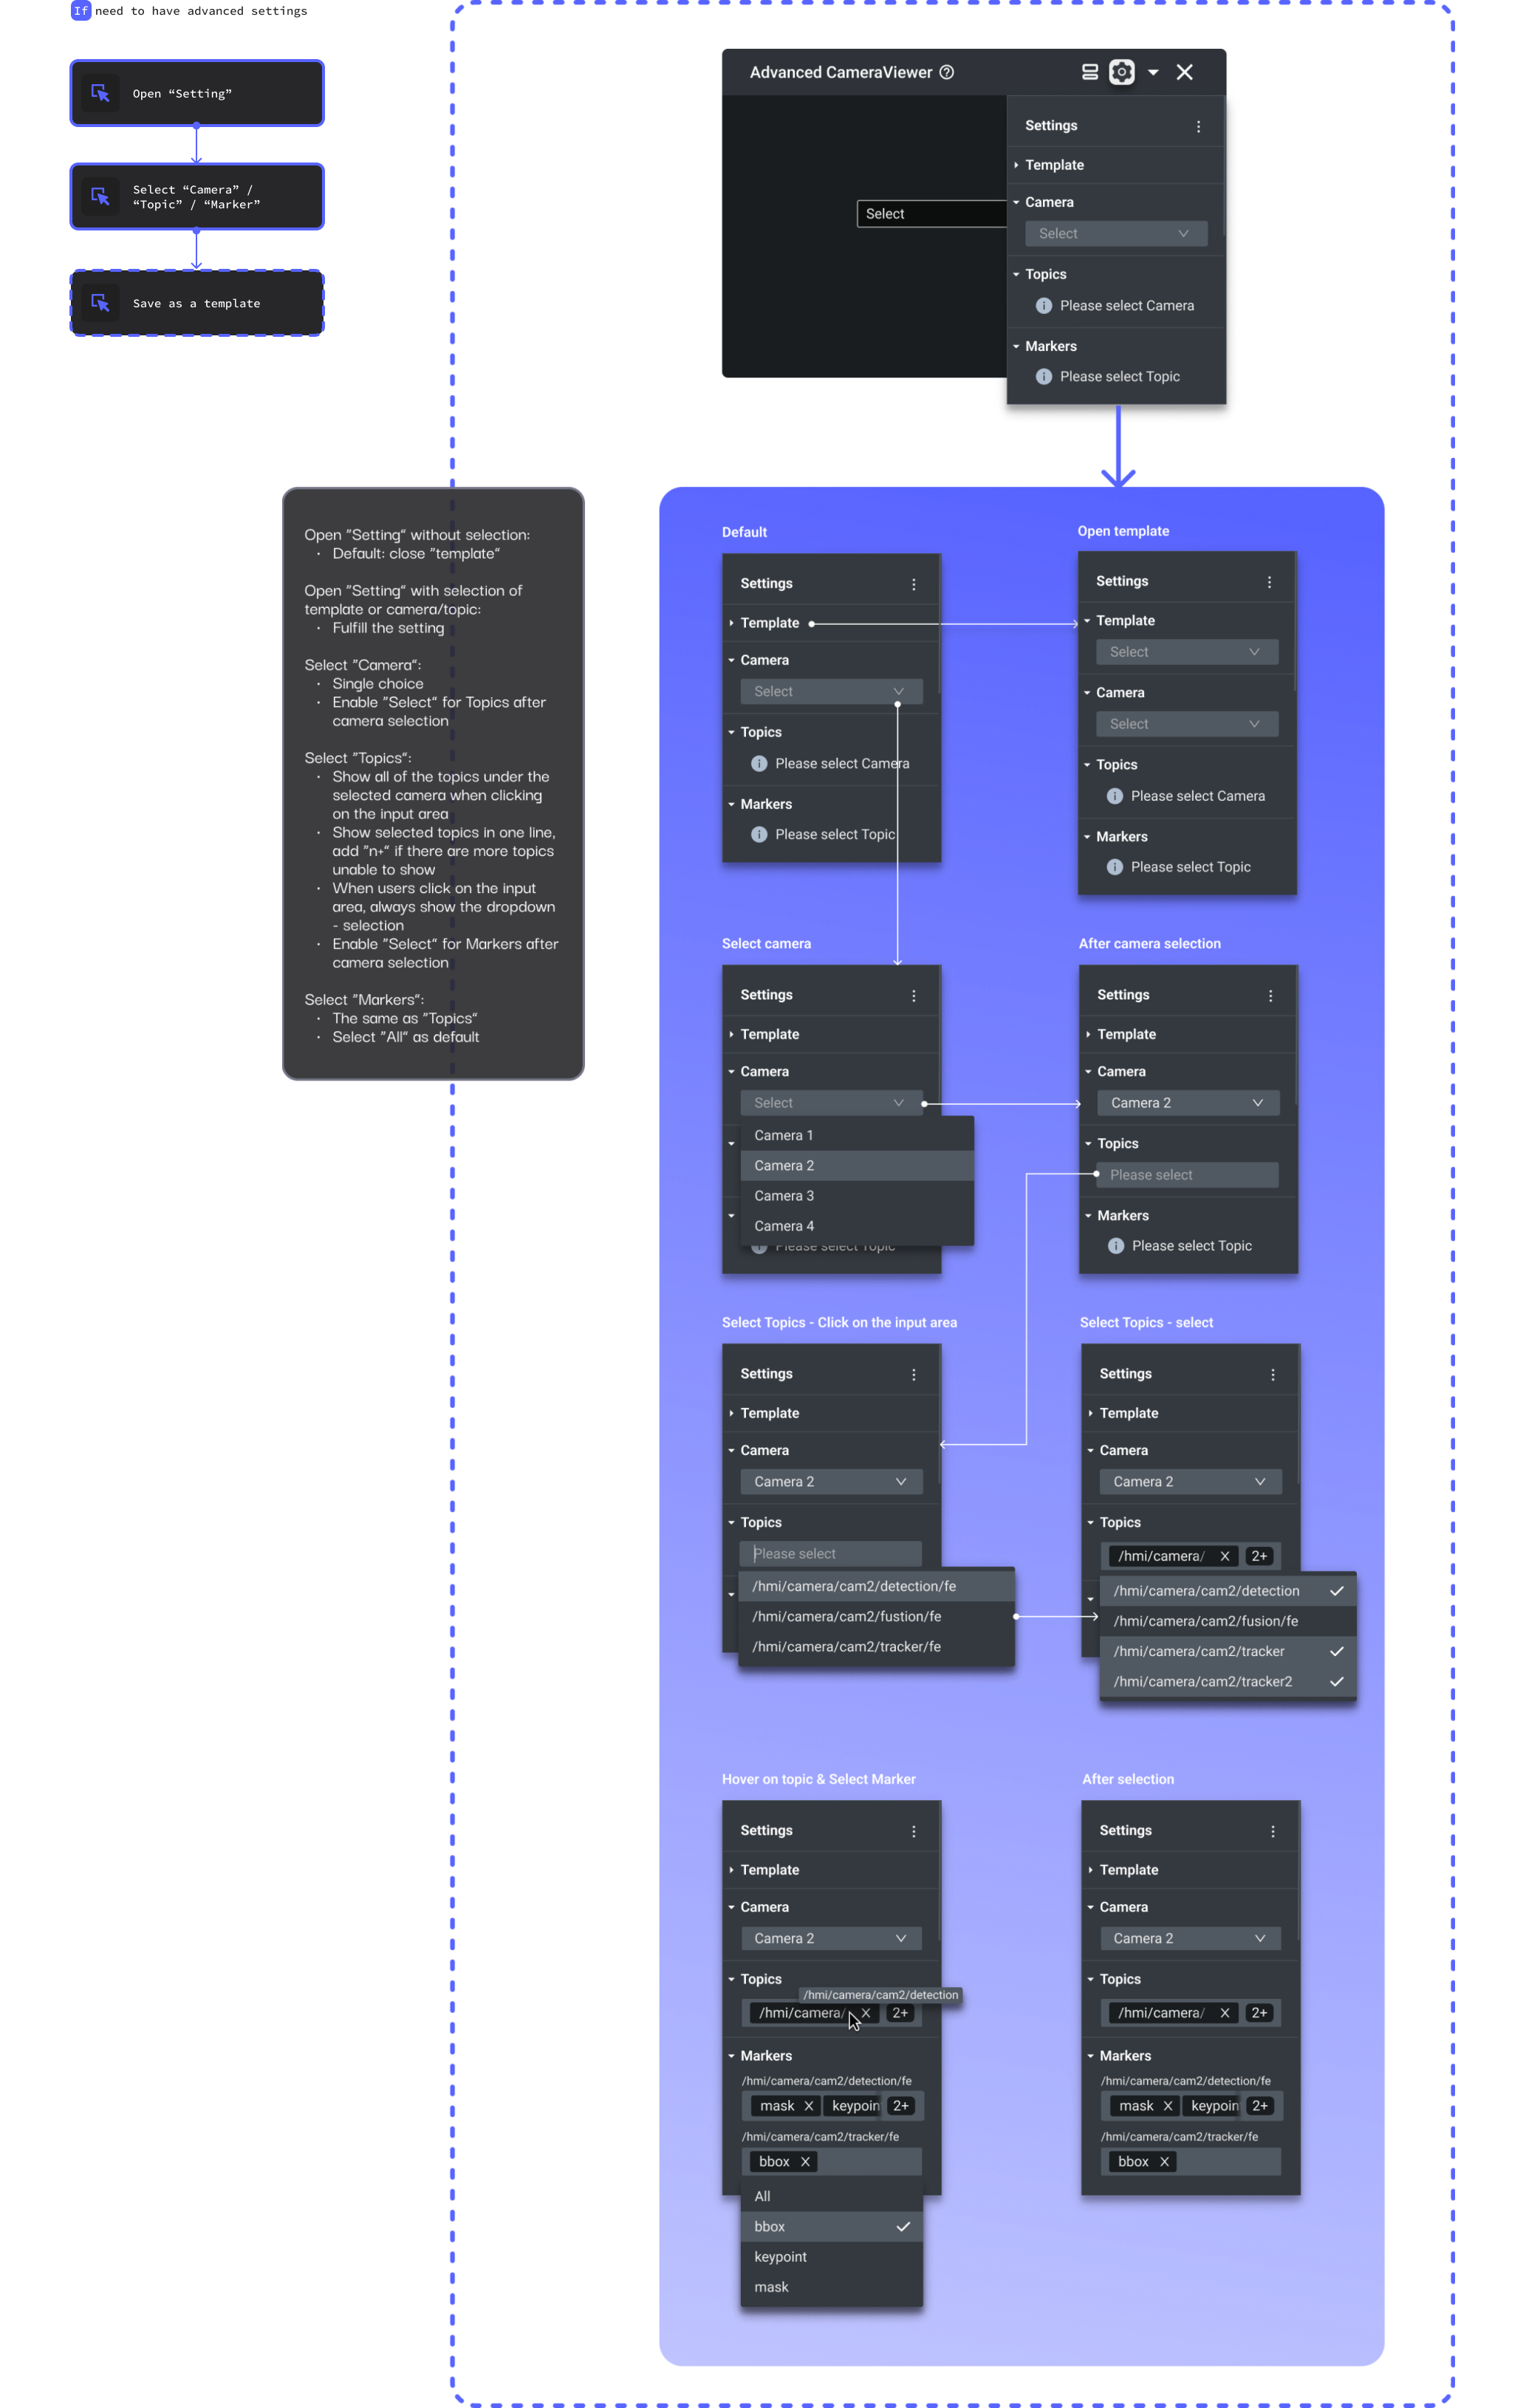 If need to have advanced settings
Open “Setting”
Select “Camera” /
“Topic” / “Marker”
Save as a template
Advanced CameraViewer
Select
Settings
Template
Camera
Select
Topics
Please select Camera
Markers
Please select Topic
Open ”Setting“ without selection:
· Default: close ”template“
Open ”Setting“ with selection of
template or camera/topic:
· Fulfill the setting
Select ”Camera“:
· Single choice
· Enable ”Select“ for Topics after
camera selection
Select ”Topics“:
· Show all of the topics under the
selected camera when clicking
on the input area
· Show selected topics in one line,
add ”n+“ if there are more topics
unable to show
· When users click on the input
area, always show the dropdown
- selection
· Enable ”Select“ for Markers after
camera selection
Select ”Markers“:
· The same as ”Topics“
· Select ”All“ as default
Default
Settings
Template
Camera
Select
Topics
Please select Camera
Markers
Please select Topic
Open template
Settings
Template
Select
Camera
Select
Topics
Please select Camera
Markers
Please select Topic
Select camera
Settings
Template
Camera
Select
Camera 1
Camera 2
Camera 3
Camera 4
Please select Topic
After camera selection
Settings
Template
Camera
Camera 2
Topics
Please select
Markers
Please select Topic
Select Topics - Click on the input area
Settings
Template
Camera
Camera 2
Topics
Please select
/hmi/camera/cam2/detection/fe
/hmi/camera/cam2/fustion/fe
/hmi/camera/cam2/tracker/fe
Select Topics - select
Settings
Template
Camera
Camera 2
Topics
/hmi/camera/ 2+
/hmi/camera/cam2/detection
/hmi/camera/cam2/fusion/fe
/hmi/camera/cam2/tracker
/hmi/camera/cam2/tracker2
Hover on topic & Select Marker
Settings
Template
Camera
Camera 2
Topics
/hmi/camera/cam2/detection
/hmi/camera/ 2+
Markers
/hmi/camera/cam2/detection/fe
mask keypoin 2+
/hmi/camera/cam2/tracker/fe
bbox
All
bbox
keypoint
mask
After selection
Settings
Template
Camera
Camera 2
Topics
/hmi/camera/ 2+
Markers
/hmi/camera/cam2/detection/fe
mask keypoin 2+
/hmi/camera/cam2/tracker/fe
bbox